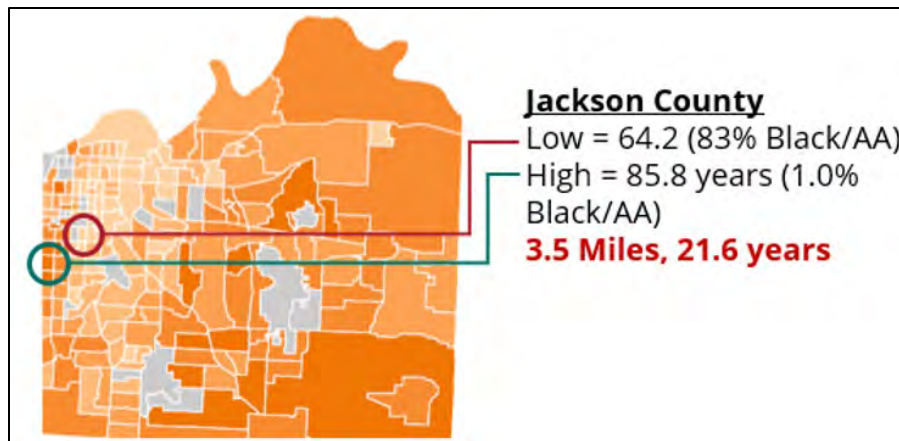 Jackson County
Low = 64.2 (83% Black/AA)
High = 85.8 years (1.0%
Black/AA)
3.5 Miles, 21.6 years